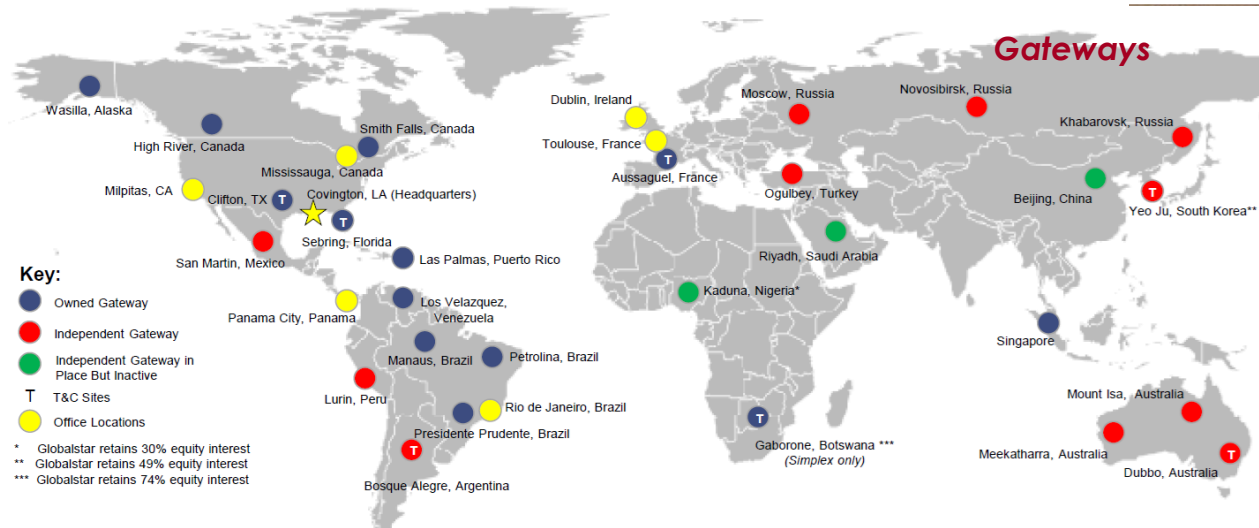 Gateways
Wasilla, Alaska
High River, Canada
Smith Falls, Canada
Mississauga, Canada
Milpitas, CA
Clifton, TX
T
Covington, LA (Headquarters)
T
Sebring, Florida
San Martin, Mexico
Las Palmas, Puerto Rico
Panama City, Panama
Los Velazquez,
Venezuela
Manaus, Brazil
Petrolina, Brazil
Lurin, Peru
Rio de Janeiro, Brazil
Presidente Prudente, Brazil
T
Bosque Alegre, Argentina
Dublin, Ireland
Toulouse, France
T
Aussaguel, France
Moscow, Russia
Novosibirsk, Russia
Khabarovsk, Russia
Ogulbey, Turkey
Beijing, China
T
Yeo Ju, South Korea**
Riyadh, Saudi Arabia
Kaduna, Nigeria*
Singapore
T
Gaborone, Botswana ***
(Simplex only)
Mount Isa, Australia
Meekatharra, Australia
T
Dubbo, Australia
Key:
Owned Gateway
Independent Gateway
Independent Gateway in
Place But Inactive
T T&C Sites
Office Locations
* Globalstar retains 30% equity interest
** Globalstar retains 49% equity interest
*** Globalstar retains 74% equity interest